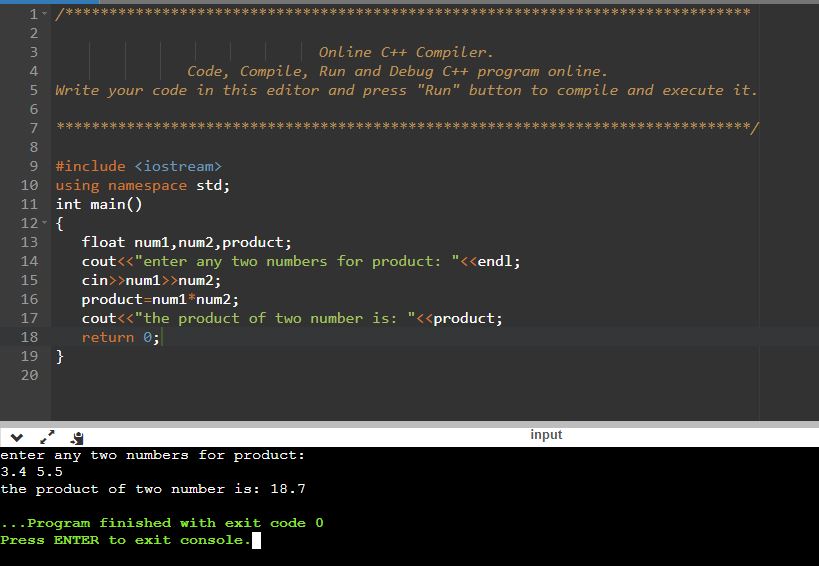 1 /******************************************************************************
2
3 Online C++ Compiler.
4 Code, Compile, Run and Debug C++ program online.
5 Write your code in this editor and press "Run" button to compile and execute it.
6
7 *******************************************************************************/
8
9 #include <iostream>
10 using namespace std;
11 int main()
12 {
13 float num1,num2,product;
14 cout<<"enter any two numbers for product: "<<endl;
15 cin>>num1>>num2;
16 product=num1*num2;
17 cout<<"the product of two number is: "<<product;
18 return 0;
19 }
20
input
enter any two numbers for product:
3.4 5.5
the product of two number is: 18.7
...Program finished with exit code 0
Press ENTER to exit console.